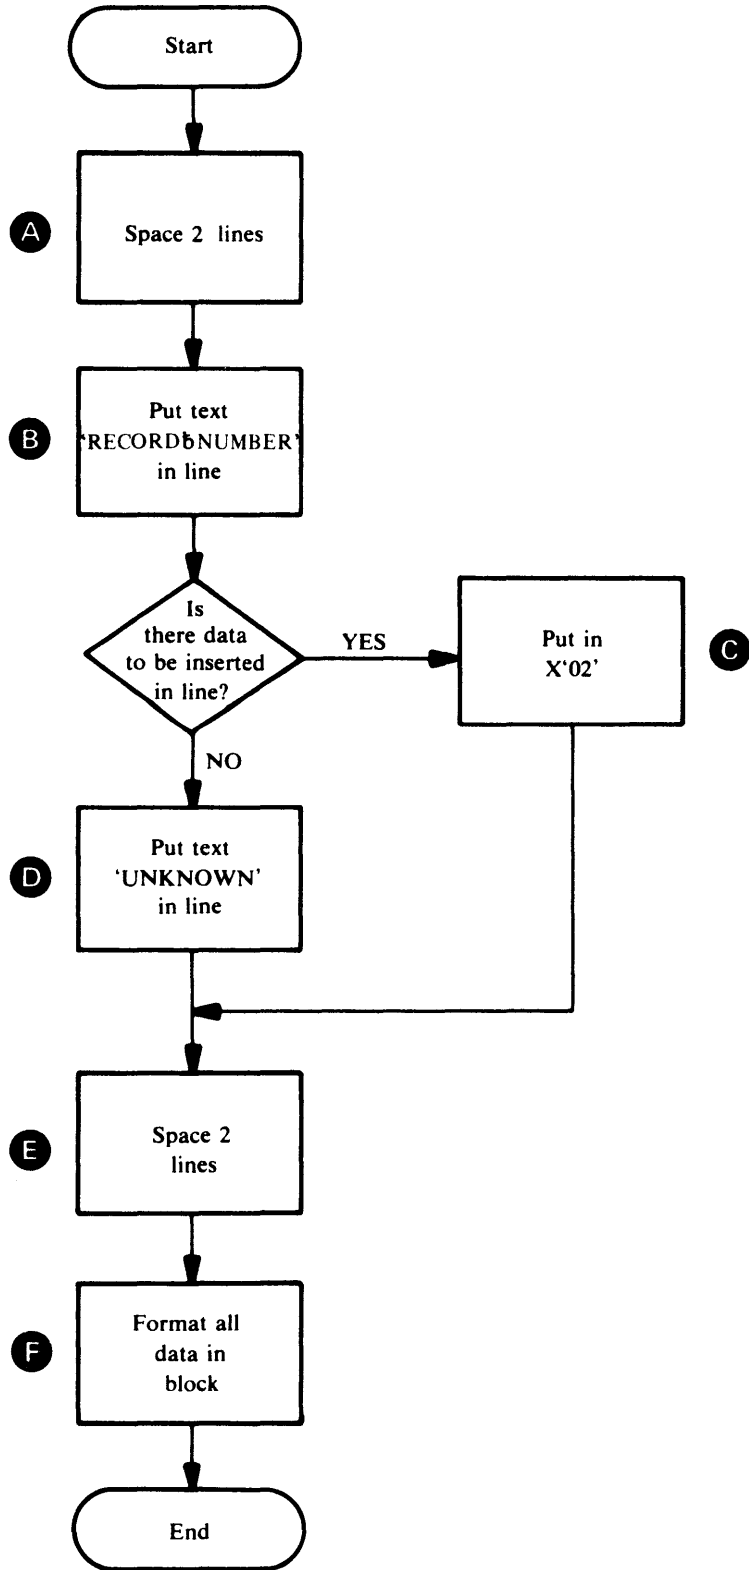 Start
A
Space 2 lines
B
Put text
‘RECORDƀNUMBER’
in line
Is
there data
to be inserted
in line?
YES
Put in
X‘02’
C
NO
D
Put text
‘UNKNOWN’
in line
E
Space 2
lines
F
Format all
data in
block
End